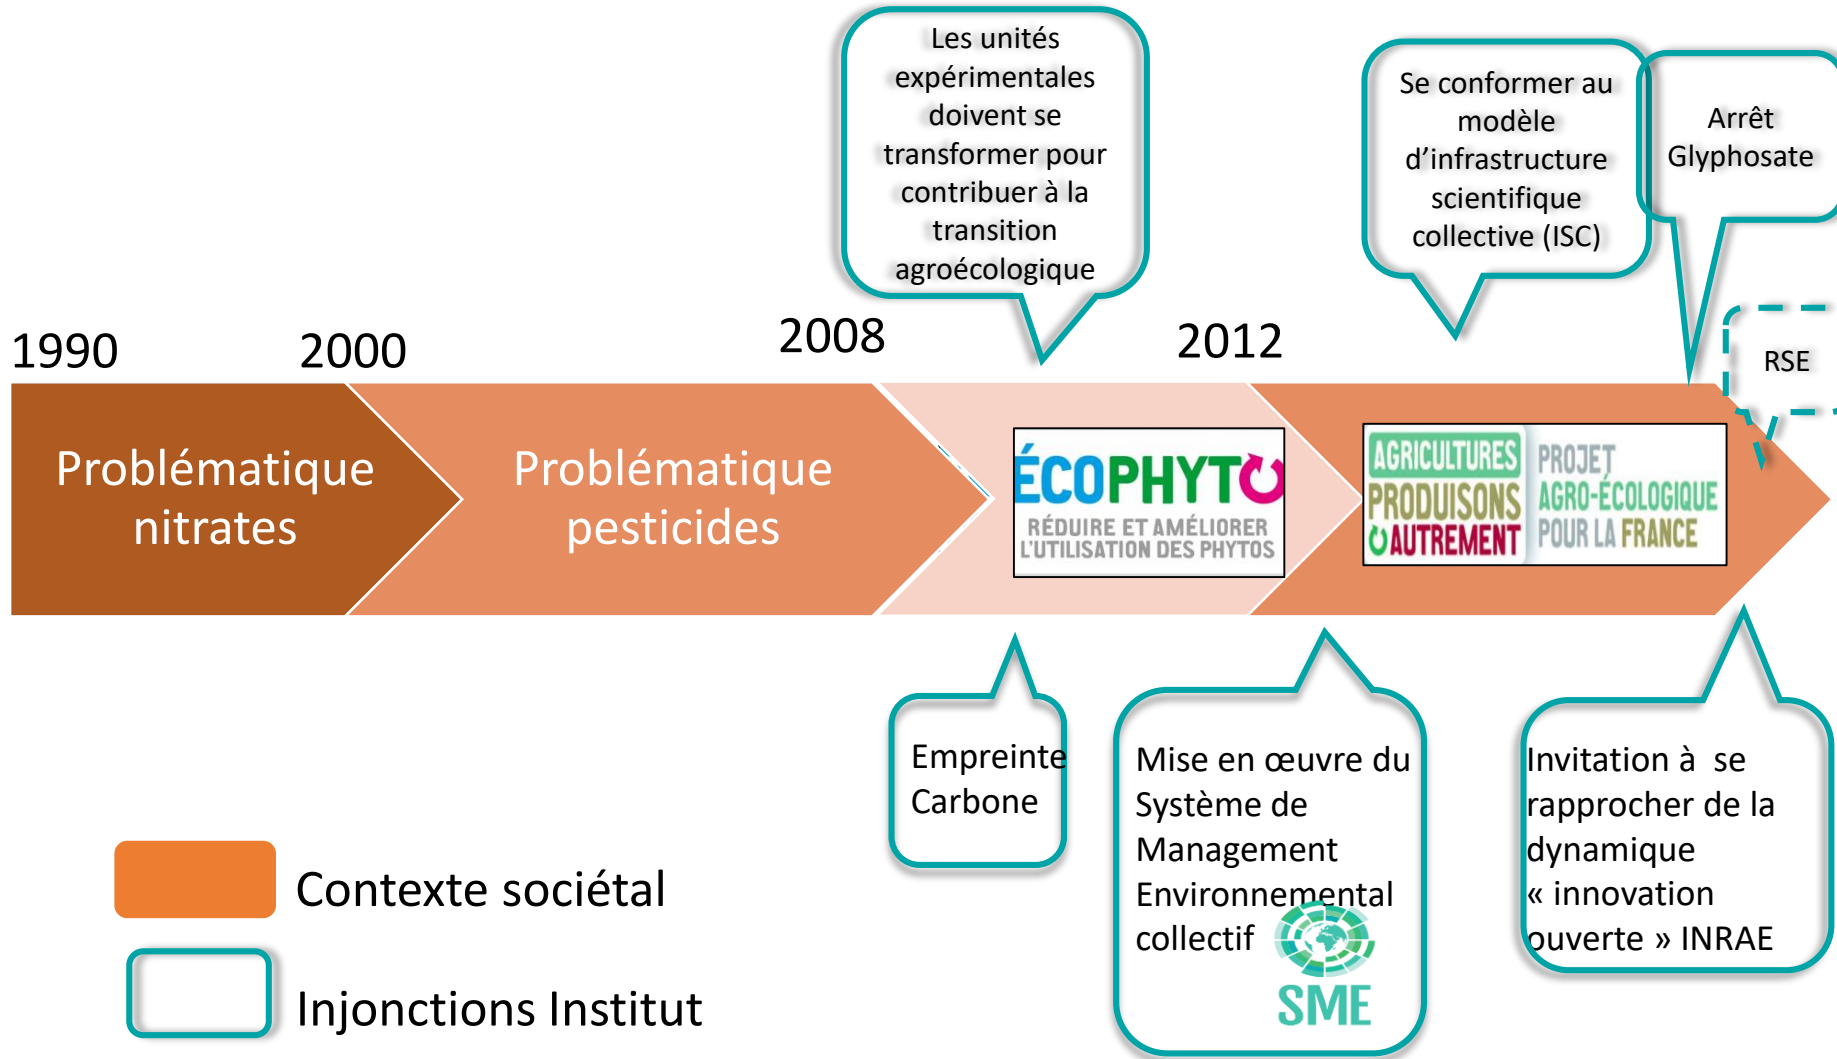 Les unités
expérimentales
doivent se
transformer pour
contribuer à la
transition
agroécologique
Se conformer au
modèle
d’infrastructure
scientifique
collective (ISC)
Arrêt
Glyphosate
RSE
1990
2000
2008
2012
Problématique
nitrates
Problématique
pesticides
ÉCOPHYTO
RÉDUIRE ET AMÉLIORER
L'UTILISATION DES PHYTOS
AGRICULTURES
PRODUISONS
AUTREMENT
PROJET
AGRO-ÉCOLOGIQUE
POUR LA FRANCE
Empreinte
Carbone
Mise en œuvre du
Système de
Management
Environnemental
collectif
SME
Invitation à  se
rapprocher de la
dynamique
« innovation
ouverte » INRAE
Contexte sociétal
Injonctions Institut